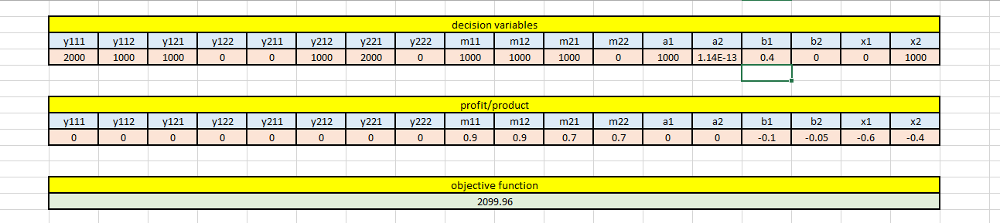 decision variables
y111 y112 y121 y122 y211 y212 y221 y222 m11 m12 m21 m22 a1 a2 b1 b2 x1 x2
2000 1000 1000 0 0 1000 2000 0 1000 1000 1000 0 1000 1.14E-13 0.4 0 0 1000
profit/product
y111 y112 y121 y122 y211 y212 y221 y222 m11 m12 m21 m22 a1 a2 b1 b2 x1 x2
0 0 0 0 0 0 0 0 0.9 0.9 0.7 0.7 0 0 -0.1 -0.05 -0.6 -0.4
objective function
2099.96